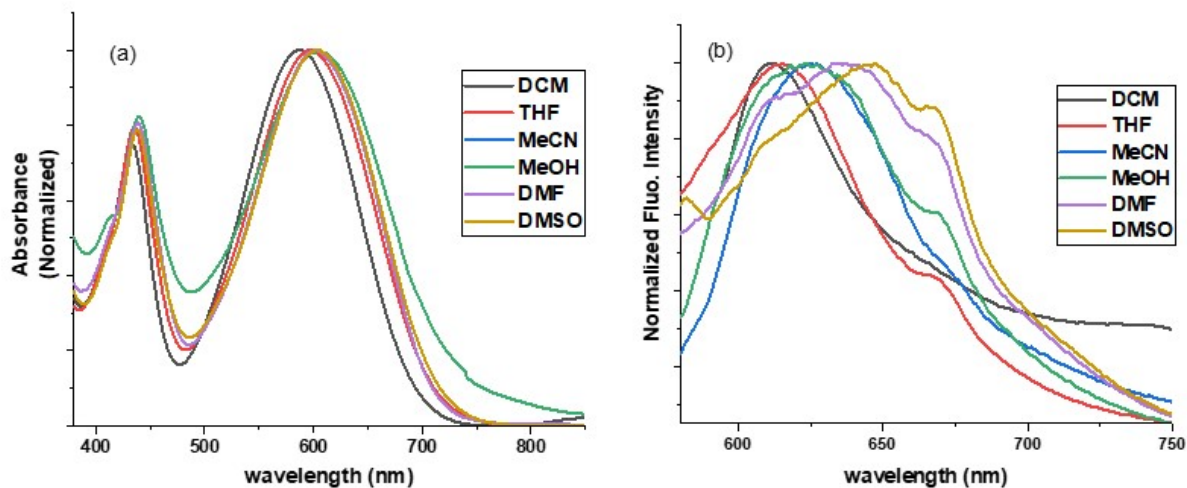 (a)
DCM
THF
MeCN
MeOH
DMF
DMSO
Absorbance
(Normalized)
400 500 600 700 800
wavelength (nm)
(b)
DCM
THF
MeCN
MeOH
DMF
DMSO
Normalized Fluo. Intensity
600 650 700 750
wavelength (nm)